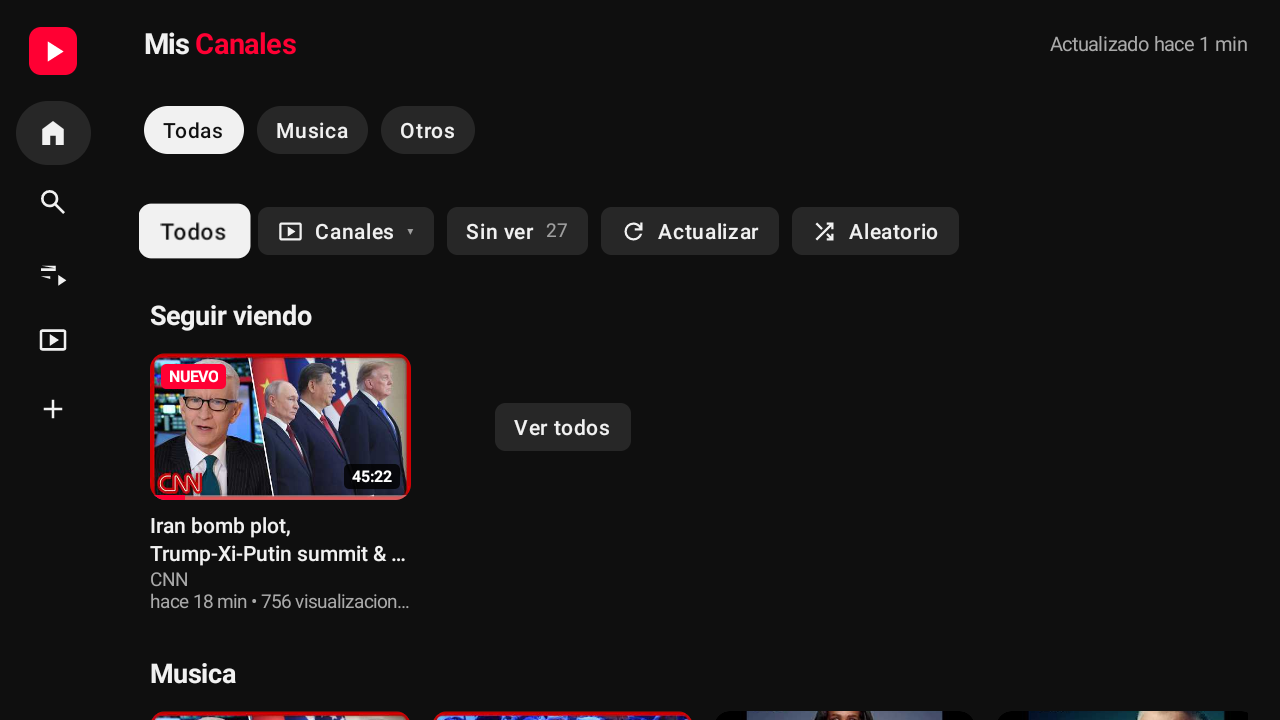 Mis Canales
Actualizado hace 1 min
Todas
Musica
Otros
Todos
Canales
Sin ver 27
Actualizar
Aleatorio
Seguir viendo
NUEVO
CNN
45:22
Ver todos
Iran bomb plot,
Trump-Xi-Putin summit & ...
CNN
hace 18 min • 756 visualizacion...
Musica